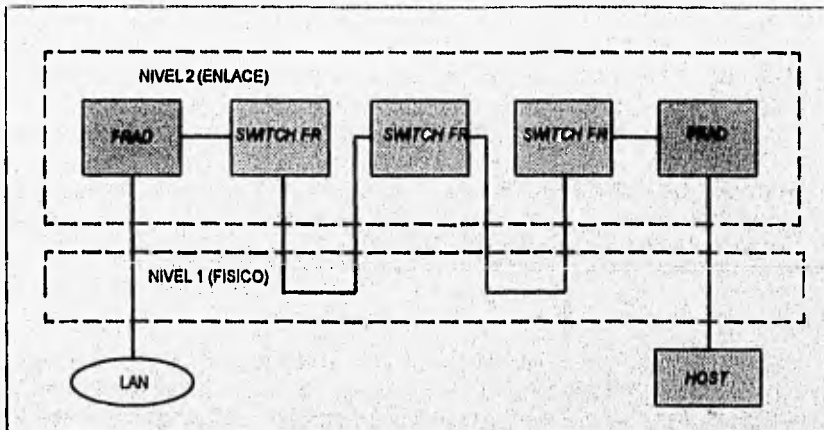 NIVEL 2 (ENLACE)
FRAD
SWITCH FR
SWITCH FR
SWITCH FR
FRAD
NIVEL 1 (FISICO)
LAN
HOST